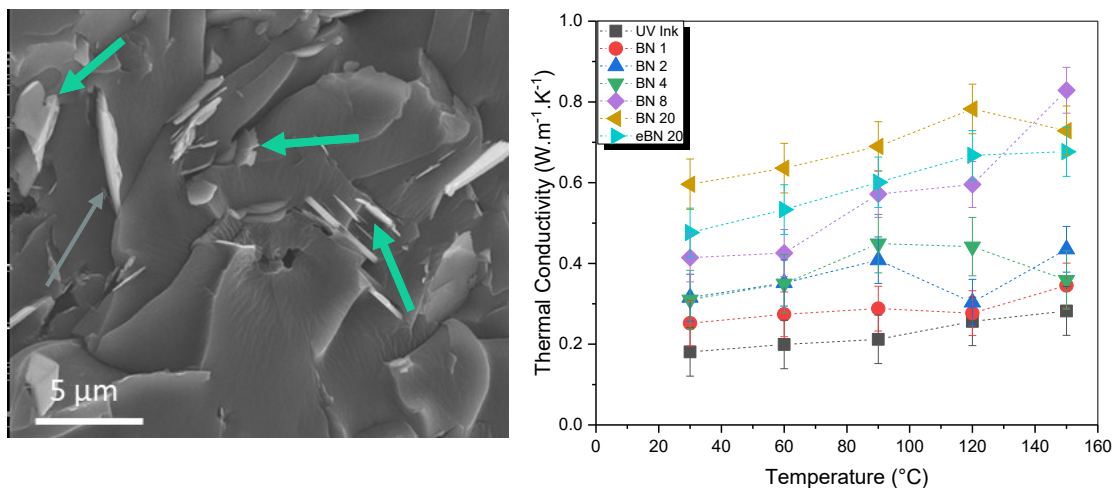 5 μm
Thermal Conductivity (W.m⁻¹.K⁻¹)
1.0
0.8
0.6
0.4
0.2
0.0
UV Ink
BN 1
BN 2
BN 4
BN 8
BN 20
eBN 20
0 20 40 60 80 100 120 140 160
Temperature (°C)